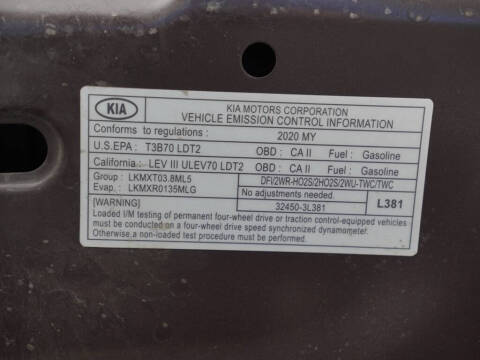 KIA
KIA MOTORS CORPORATION
VEHICLE EMISSION CONTROL INFORMATION
Conforms to regulations: 2020 MY
U.S.EPA : T3B70 LDT2 OBD : CA II Fuel : Gasoline
California : LEV III ULEV70 LDT2 OBD : CA II Fuel : Gasoline
Group : LKMXT03.8ML5 DFI/2WR-HO2S/2HO2S/2WU-TWC/TWC
Evap. : LKMXR0135MLG No adjustments needed. L381
32450-3L381
[WARNING]
Loaded I/M testing of permanent four-wheel drive or traction control-equipped vehicles
must be conducted on a four-wheel drive speed synchronized dynamometer.
Otherwise,a non-loaded test procedure must be performed.